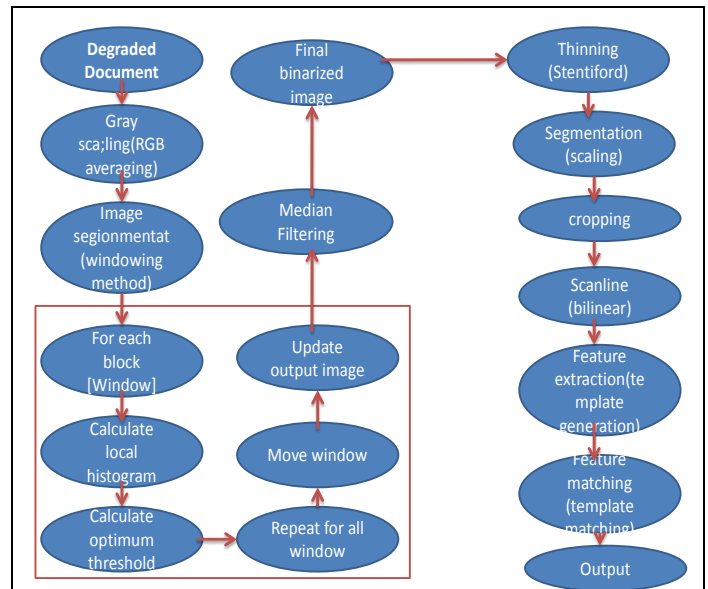 Degraded
Document
Gray
sca;ling(RGB
averaging)
Image
segionmentat
(windowing
method)
For each
block
[Window]
Calculate
local
histogram
Calculate
optimum
threshold
Repeat for all
window
Move window
Update
output image
Median
Filtering
Final
binarized
image
Thinning
(Stentiford)
Segmentation
(scaling)
cropping
Scanline
(bilinear)
Feature
extraction(te
mplate
generation)
Feature
matching
(template
matching)
Output